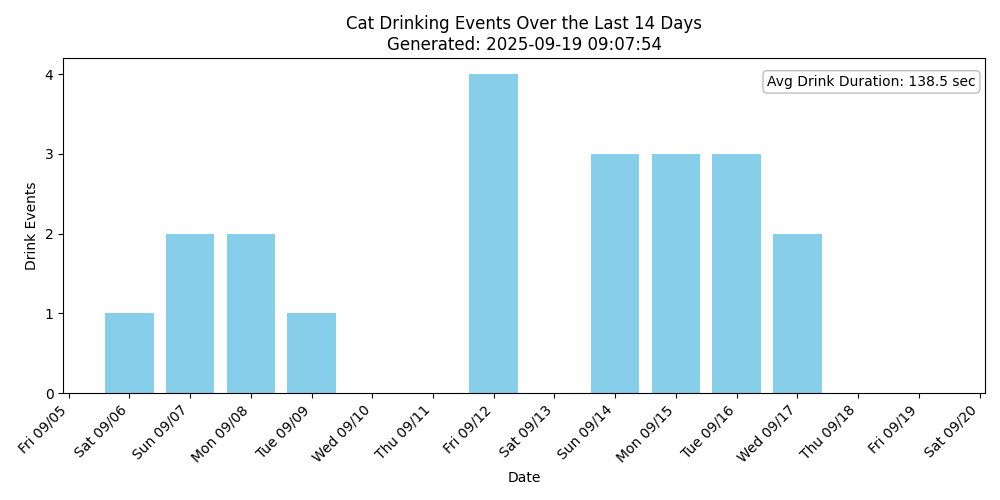 Cat Drinking Events Over the Last 14 Days
Generated: 2025-09-19 09:07:54
Avg Drink Duration: 138.5 sec
Drink Events
4
3
2
1
0
Fri 09/05
Sat 09/06
Sun 09/07
Mon 09/08
Tue 09/09
Wed 09/10
Thu 09/11
Fri 09/12
Sat 09/13
Sun 09/14
Mon 09/15
Tue 09/16
Wed 09/17
Thu 09/18
Fri 09/19
Sat 09/20
Date